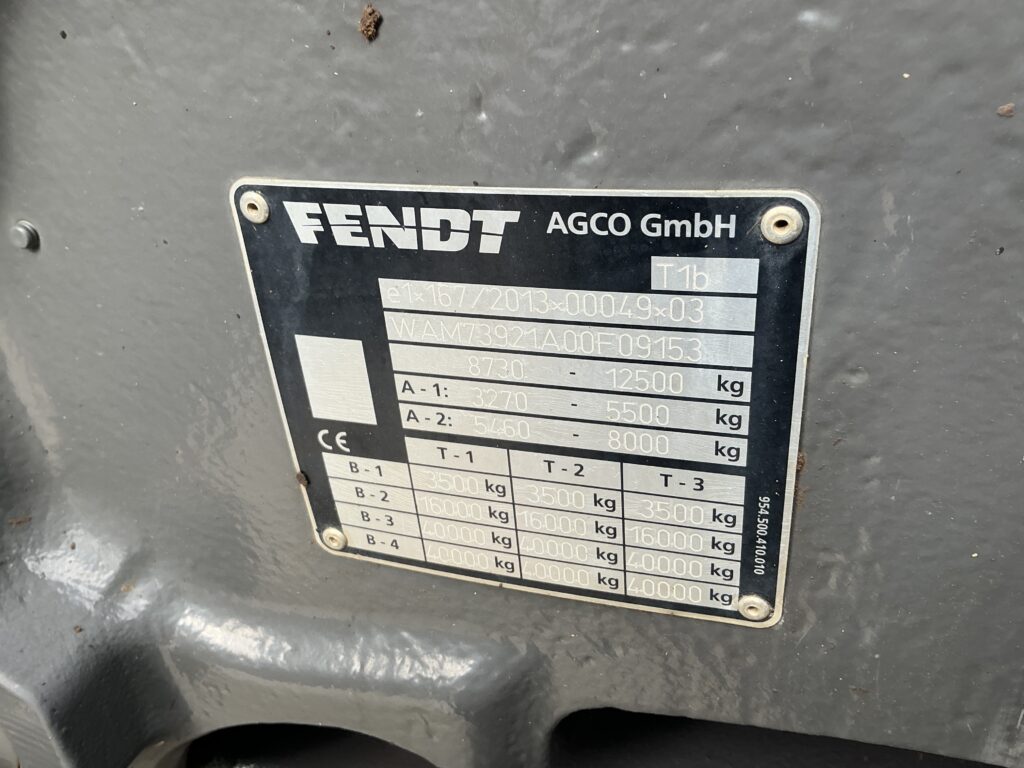 FENDT AGCO GmbH
T1b
e1×167/2013×00049×03
WAM73921A00F09153
8730 - 12500 kg
A - 1: 3270 - 5500 kg
A - 2: 5460 - 8000 kg
CE
T - 1 T - 2 T - 3
B - 1 3500 kg 3500 kg 3500 kg
B - 2 16000 kg 16000 kg 16000 kg
B - 3 40000 kg 40000 kg 40000 kg
B - 4 40000 kg 40000 kg 40000 kg
954.500.410.010